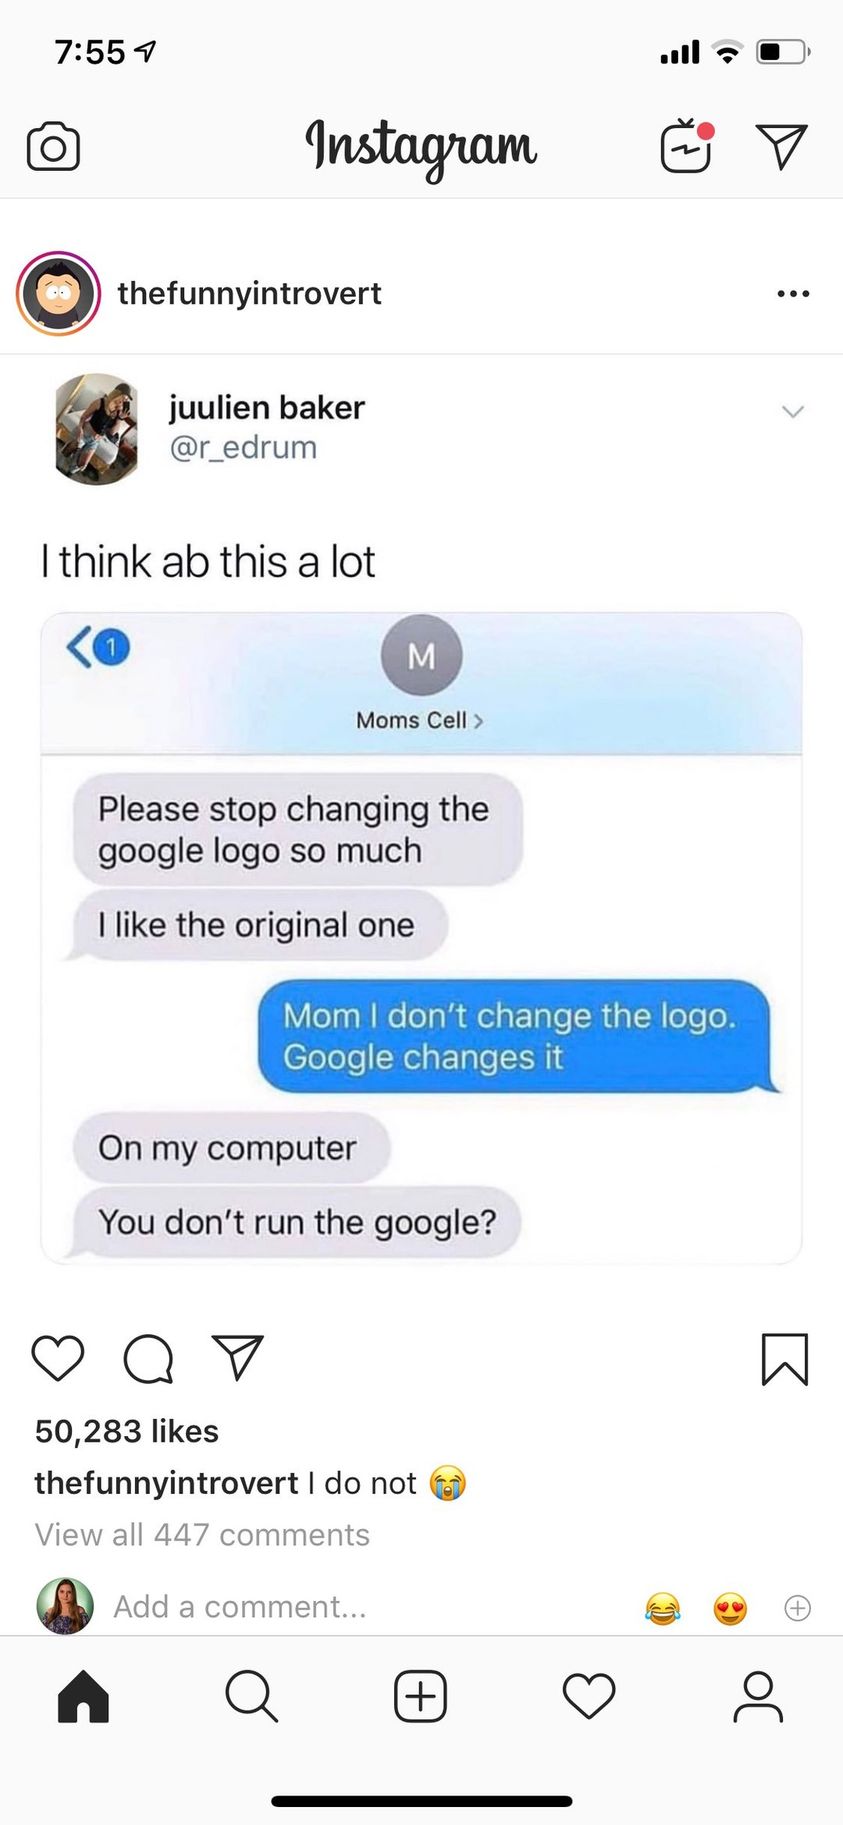 7:55
Instagram
thefunnyintrovert
juulien baker
@r_edrum
I think ab this a lot
1
M
Moms Cell >
Please stop changing the
google logo so much
I like the original one
Mom I don't change the logo.
Google changes it
On my computer
You don't run the google?
50,283 likes
thefunnyintrovert I do not 😭
View all 447 comments
Add a comment...